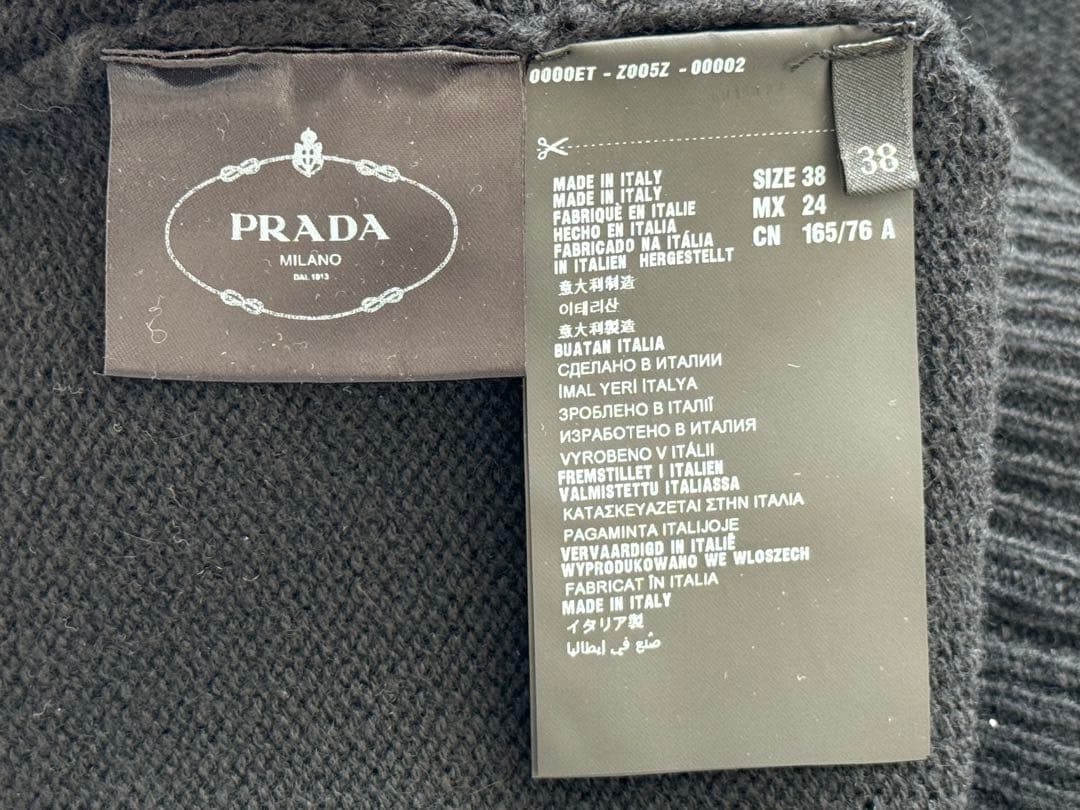 PRADA
MILANO
DAL 1913
0000ET - Z005Z - 00002
38
MADE IN ITALY
MADE IN ITALY
FABRIQUÈ EN ITALIE
HECHO EN ITALIA
FABRICADO NA ITÁLIA
IN ITALIEN HERGESTELLT
意大利制造
이태리산
意大利製造
BUATAN ITALIA
СДЕЛАНО В ИТАЛИИ
İMAL YERİ İTALYA
ЗРОБЛЕНО В ІТАЛІЇ
ИЗРАБОТЕНО В ИТАЛИЯ
VYROBENO V ITÁLII
FREMSTILLET I ITALIEN
VALMISTETTU ITALIASSA
ΚΑΤΑΣΚΕΥΑΖΕΤΑΙ ΣΤΗΝ ΙΤΑΛΙΑ
PAGAMINTA ITALIJOJE
VERVAARDIGD IN ITALIË
WYPRODUKOWANO WE WLOSZECH
FABRICAT ÎN ITALIA
MADE IN ITALY
イタリア製
صُنع في إيطاليا
SIZE 38
MX 24
CN 165/76 A